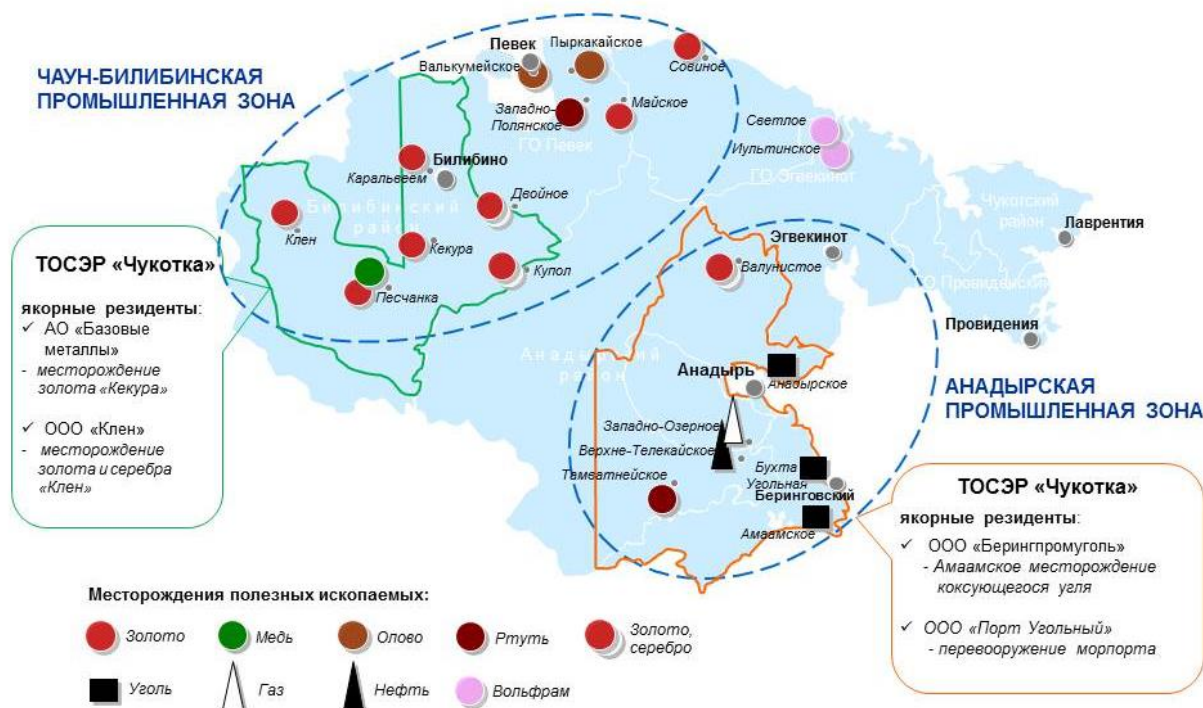 ЧАУН-БИЛИБИНСКАЯ
ПРОМЫШЛЕННАЯ ЗОНА
Певек
Пыркакайское
Валькумейское
Совиное
Западно-
Полянское
Майское
ГО Певек
Светлое
Иультинское
ГО Эгвекинот
Билибино
Каральвеем
Двойное
Билибинский
район
Клен
Кекура
Купол
Песчанка
Чукотский
район
Лаврентия
Эгвекинот
Валунистое
ГО Провиденский
Провидения
Анадырский
район
Анадырь
Анадырское
АНАДЫРСКАЯ
ПРОМЫШЛЕННАЯ ЗОНА
Западно-Озерное
Верхне-Телекайское
Тамватнейское
Бухта
Угольная
Беринговский
Амаамское
ТОСЭР «Чукотка»
якорные резиденты:
✓ АО «Базовые
металлы»
- месторождение
золота «Кекура»
✓ ООО «Клен»
- месторождение
золота и серебра
«Клен»
ТОСЭР «Чукотка»
якорные резиденты:
✓ ООО «Берингпромуголь»
- Амаамское месторождение
коксующегося угля
✓ ООО «Порт Угольный»
- перевооружение морпорта
Месторождения полезных ископаемых:
Золото
Медь
Олово
Ртуть
Золото,
серебро
Уголь
Газ
Нефть
Вольфрам